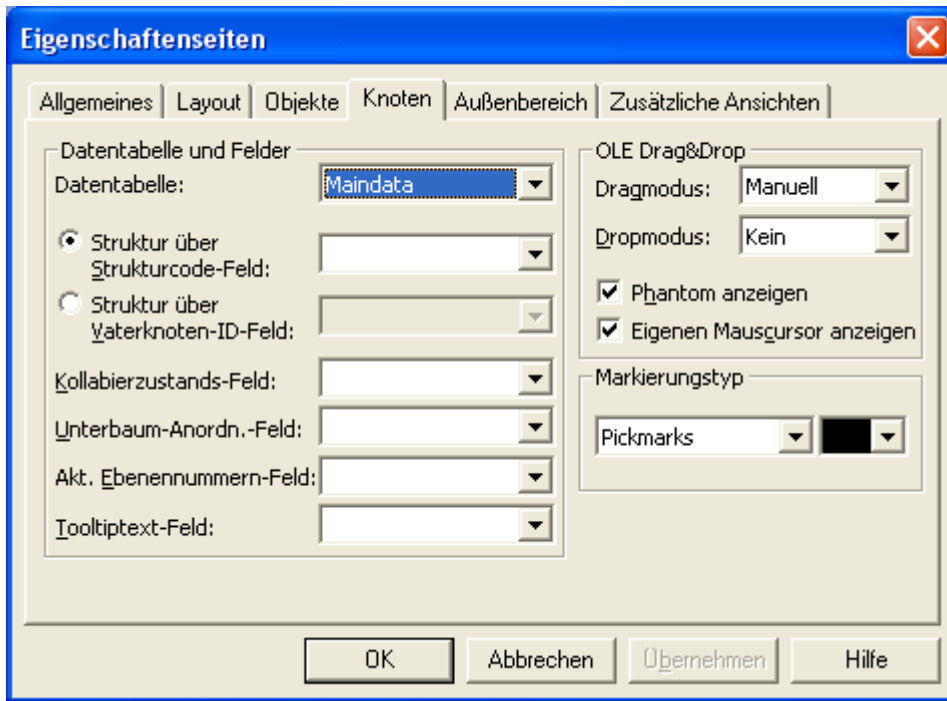 Eigenschaftenseiten
Allgemeines
Layout
Objekte
Knoten
Außenbereich
Zusätzliche Ansichten
Datentabelle und Felder
Datentabelle:
Maindata
Struktur über
Strukturcode-Feld:
Struktur über
Vaterknoten-ID-Feld:
Kollabierzustands-Feld:
Unterbaum-Anordn.-Feld:
Akt. Ebenennummern-Feld:
Tooltiptext-Feld:
OLE Drag&Drop
Dragmodus:
Manuell
Dropmodus:
Kein
Phantom anzeigen
Eigenen Mauscursor anzeigen
Markierungstyp
Pickmarks
OK
Abbrechen
Übernehmen
Hilfe